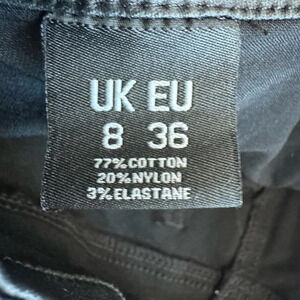 UK EU
8 36
77%COTTON
20%NYLON
3%ELASTANE